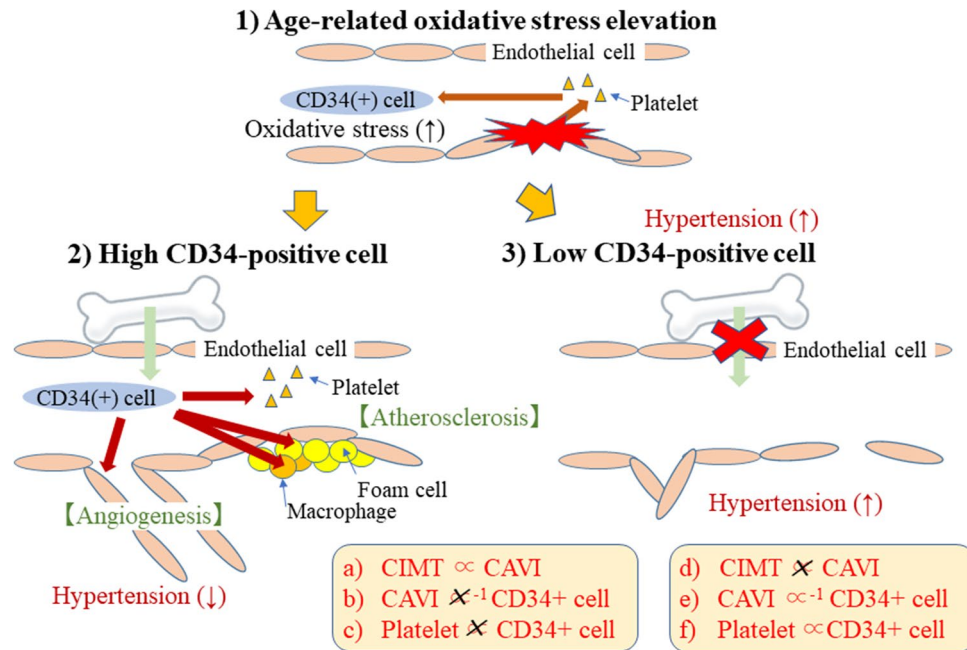 1) Age-related oxidative stress elevation
Endothelial cell
CD34(+) cell
Platelet
Oxidative stress (↑)
Hypertension (↑)
2) High CD34-positive cell
3) Low CD34-positive cell
Endothelial cell
Endothelial cell
CD34(+) cell
Platelet
【Atherosclerosis】
Foam cell
Macrophage
【Angiogenesis】
Hypertension (↓)
Hypertension (↑)
a) CIMT ∝ CAVI
b) CAVI ∝⁻¹ CD34+ cell
c) Platelet ∝ CD34+ cell
d) CIMT ∝ CAVI
e) CAVI ∝⁻¹ CD34+ cell
f) Platelet ∝CD34+ cell